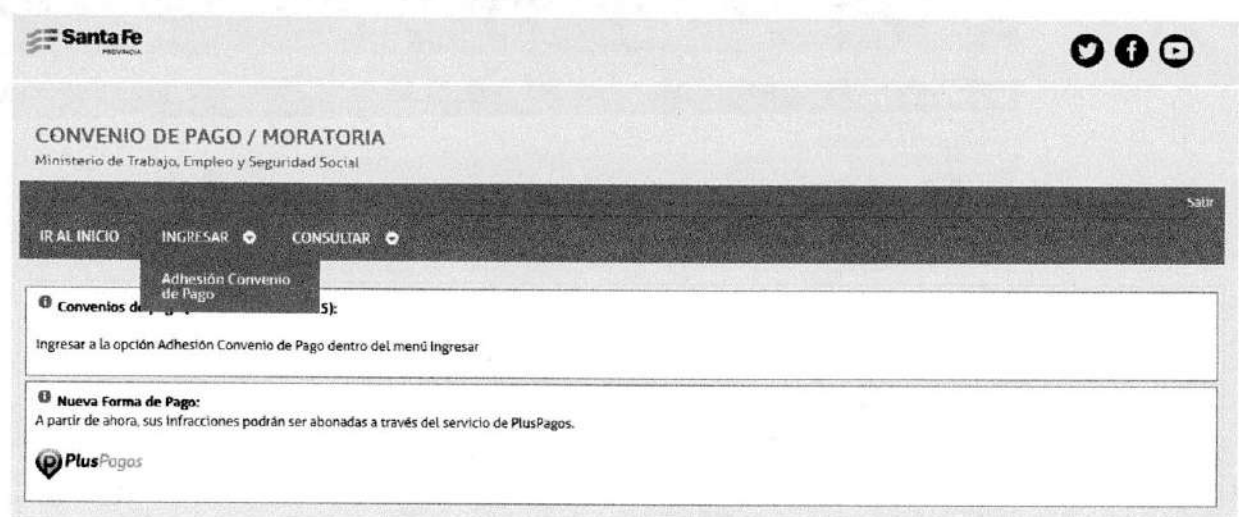 Santa Fe
PROVINCIA
CONVENIO DE PAGO / MORATORIA
Ministerio de Trabajo, Empleo y Seguridad Social
Salir
IR AL INICIO INGRESAR CONSULTAR
Adhesión Convenio
de Pago
Convenios de 5):
Ingresar a la opción Adhesión Convenio de Pago dentro del menú Ingresar
Nueva Forma de Pago:
A partir de ahora, sus Infracciones podrán ser abonadas a través del servicio de PlusPagos.
PlusPagos